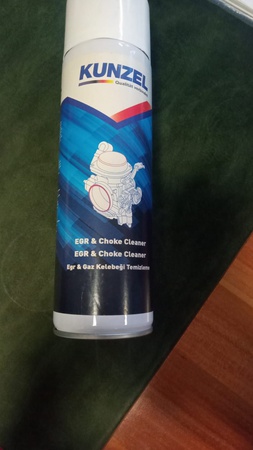 KUNZEL
EGR & Choke Cleaner
EGR & Choke Cleaner
Egr & Gaz Kelebeği Temizleme